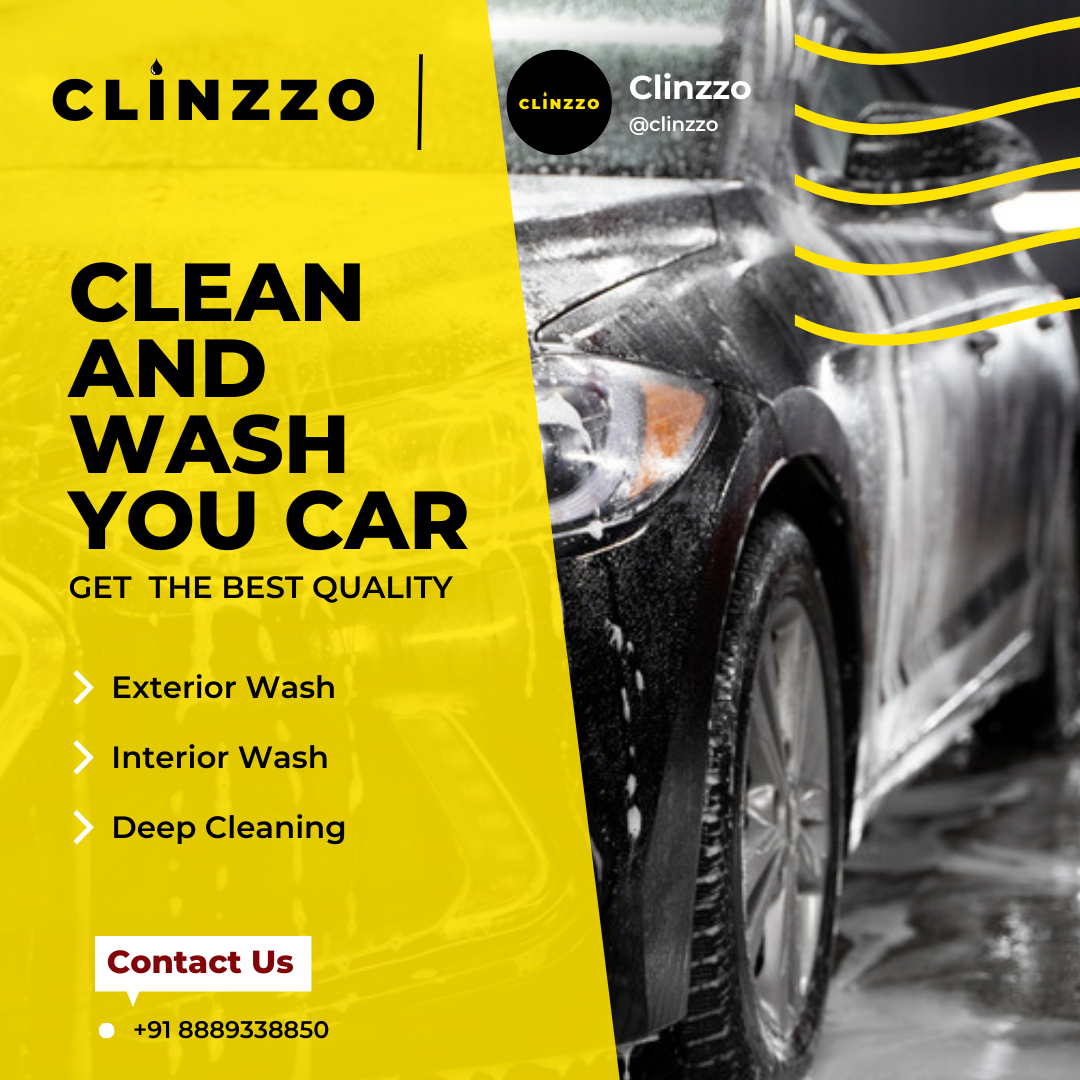 CLINZZO
CLINZZO
Clinzzo
@clinzzo
CLEAN
AND
WASH
YOU CAR
GET THE BEST QUALITY
Exterior Wash
Interior Wash
Deep Cleaning
Contact Us
+91 8889338850